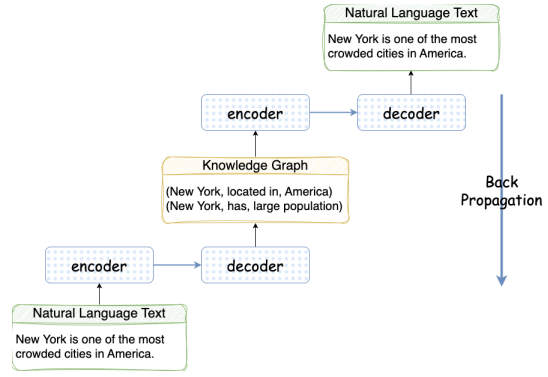 Natural Language Text
New York is one of the most
crowded cities in America.
encoder
decoder
Knowledge Graph
(New York, located in, America)
(New York, has, large population)
Back
Propagation
encoder
decoder
Natural Language Text
New York is one of the most
crowded cities in America.